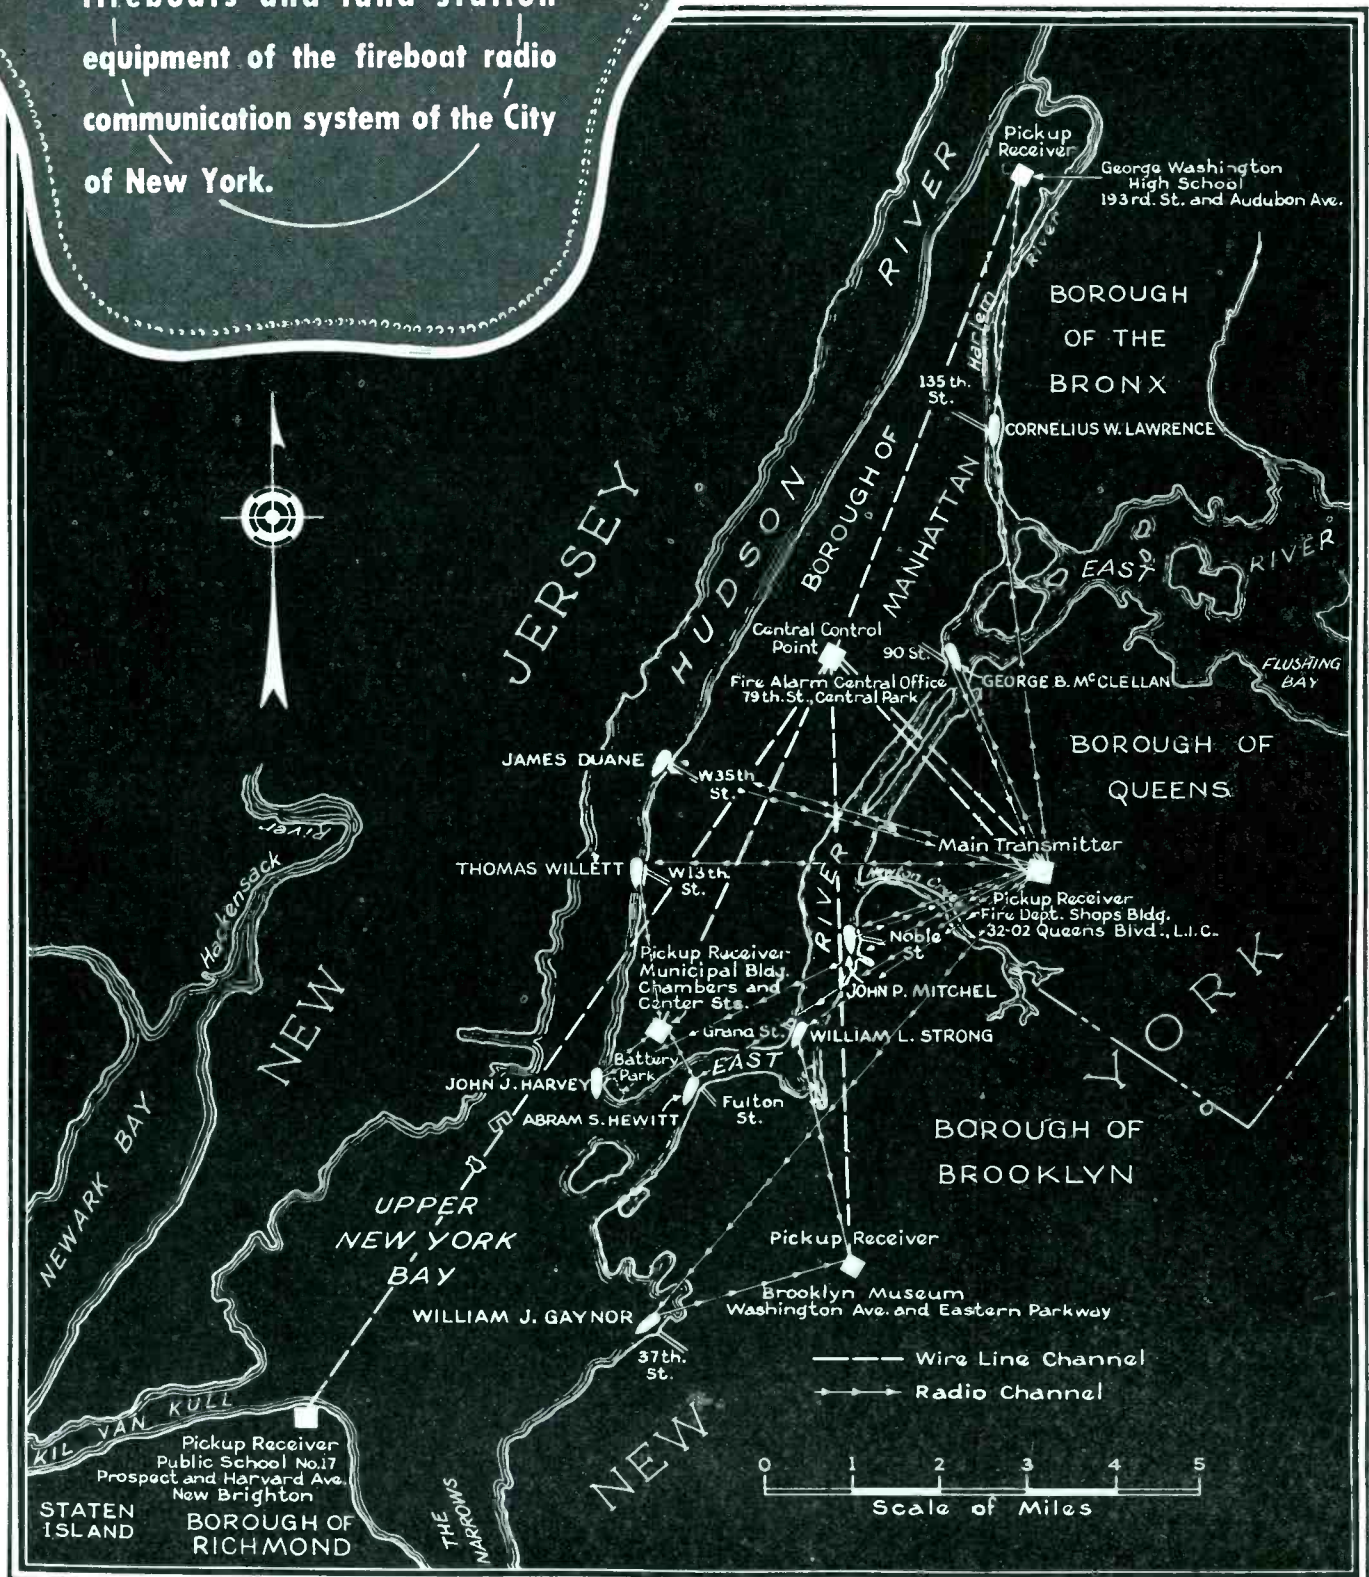 fireboats and land station
equipment of the fireboat radio
communication system of the City
of New York.
Pickup
Receiver
George Washington
High School
193rd. St. and Audubon Ave.
RIVER
HUDSON
Harlem
River
BOROUGH
OF THE
BRONX
135th.
St.
CORNELIUS W. LAWRENCE
BOROUGH OF
MANHATTAN
JERSEY
EAST
RIVER
Central Control
Point
Fire Alarm Central Office
79th. St., Central Park
90 St.
GEORGE B. McCLELLAN
FLUSHING
BAY
BOROUGH OF
QUEENS
JAMES DUANE
W35th
St.
Main Transmitter
Pickup Receiver
Fire Dept. Shops Bldg.
32-02 Queens Blvd., L.I.C.
THOMAS WILLETT
W13th.
St.
River
Hackensack
RIVER
Noble
St
JOHN P. MITCHEL
Pickup Receiver
Municipal Bldg.
Chambers and
Center Sts.
Grand St.
WILLIAM L. STRONG
NEW
YORK
Battery
Park
EAST
JOHN J. HARVEY
ABRAM S. HEWITT
Fulton
St.
NEWARK BAY
BOROUGH OF
BROOKLYN
UPPER
NEW YORK
BAY
Pickup Receiver
Brooklyn Museum
Washington Ave. and Eastern Parkway
WILLIAM J. GAYNOR
37th.
St.
Wire Line Channel
Radio Channel
KIL VAN KULL
Pickup Receiver
Public School No.17
Prospect and Harvard Ave.
New Brighton
STATEN
ISLAND
BOROUGH OF
RICHMOND
THE
NARROWS
NEW
0 1 2 3 4 5
Scale of Miles